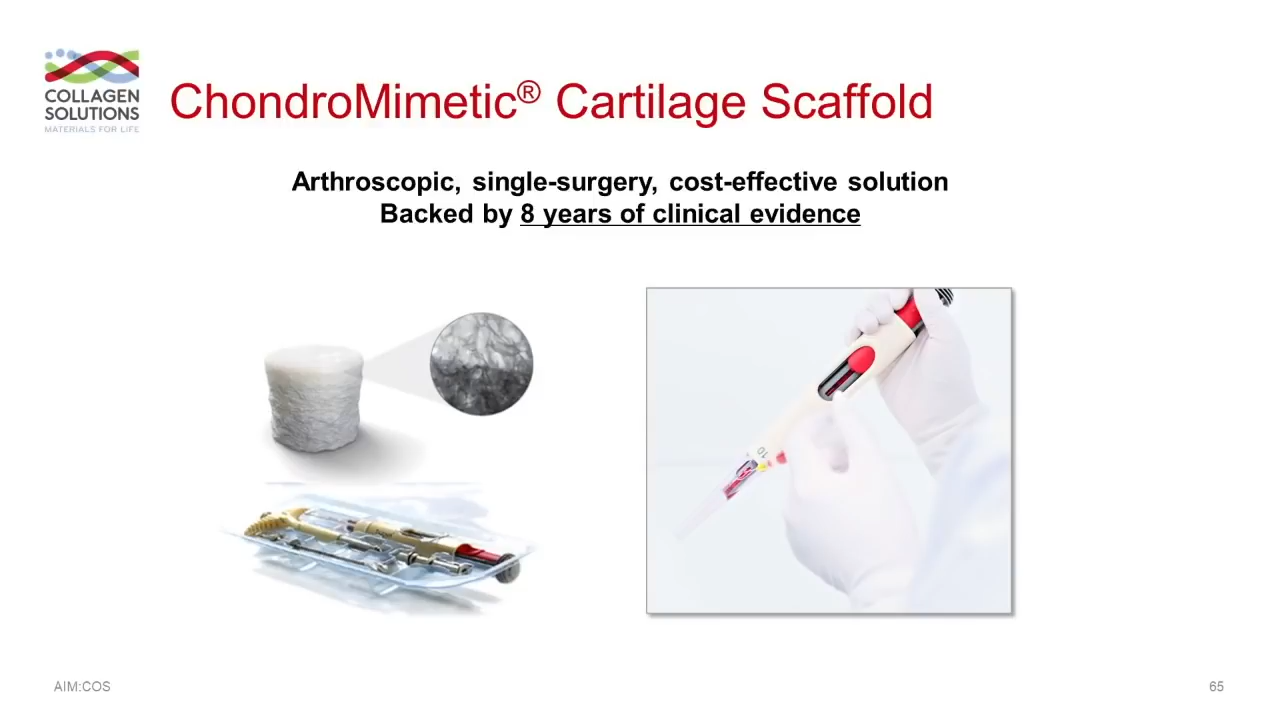 COLLAGEN
SOLUTIONS
MATERIALS FOR LIFE
ChondroMimetic® Cartilage Scaffold
Arthroscopic, single-surgery, cost-effective solution
Backed by 8 years of clinical evidence
10
AIM:COS
65